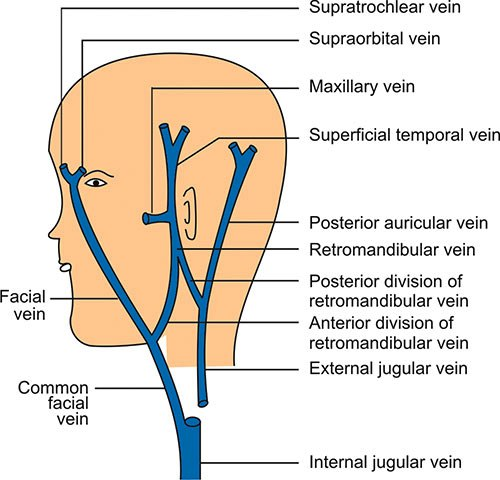 Supratrochlear vein
Supraorbital vein
Maxillary vein
Superficial temporal vein
Posterior auricular vein
Retromandibular vein
Posterior division of
retromandibular vein
Anterior division of
retromandibular vein
External jugular vein
Internal jugular vein
Facial
vein
Common
facial
vein